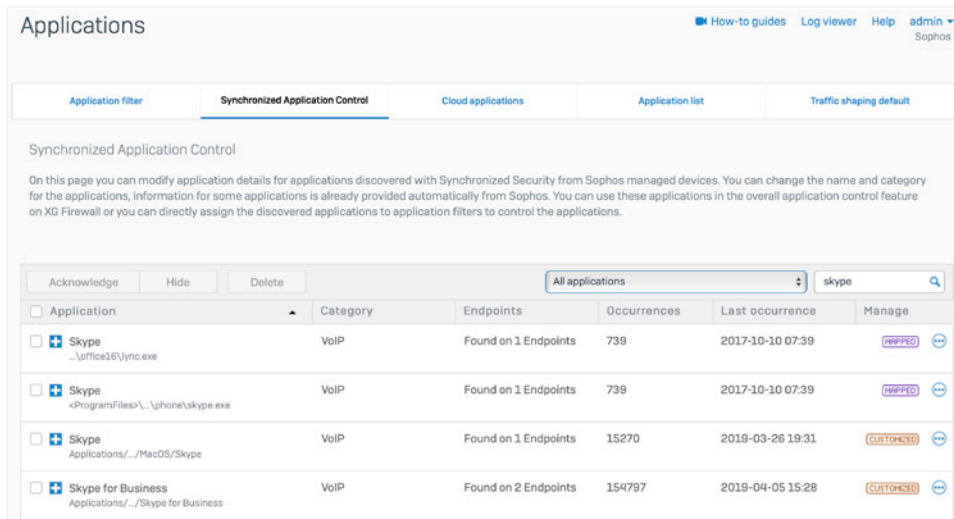 Applications
How-to guides Log viewer Help admin
Sophos
Application filter Synchronized Application Control Cloud applications Application list Traffic shaping default
Synchronized Application Control
On this page you can modify application details for applications discovered with Synchronized Security from Sophos managed devices. You can change the name and category
for the applications, information for some applications is already provided automatically from Sophos. You can use these applications in the overall application control feature
on XG Firewall or you can directly assign the discovered applications to application filters to control the applications.
Acknowledge Hide Delete All applications skype
Application Category Endpoints Occurrences Last occurrence Manage
Skype VoIP Found on 1 Endpoints 739 2017-10-10 07:39 MAPPED
...\office16\lync.exe
Skype VoIP Found on 1 Endpoints 739 2017-10-10 07:39 MAPPED
<ProgramFiles>\...\phone\skype.exe
Skype VoIP Found on 1 Endpoints 15270 2019-03-26 19:31 CUSTOMIZED
Applications/.../MacOS/Skype
Skype for Business VoIP Found on 2 Endpoints 154797 2019-04-05 15:28 CUSTOMIZED
Applications/.../Skype for Business